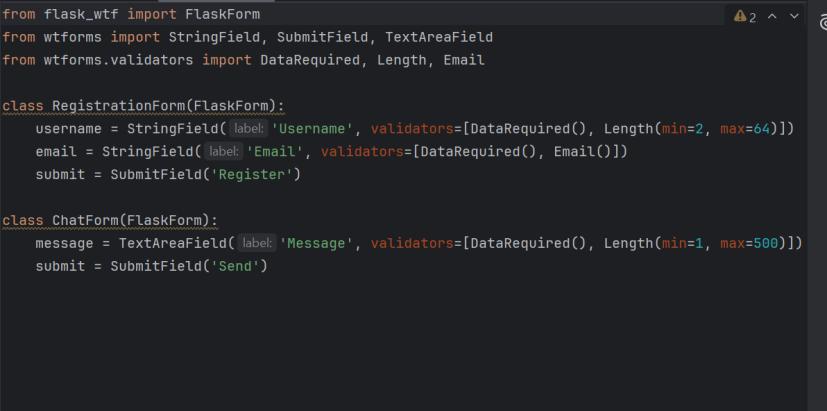 from flask_wtf import FlaskForm
2
from wtforms import StringField, SubmitField, TextAreaField
from wtforms.validators import DataRequired, Length, Email

class RegistrationForm(FlaskForm):
    username = StringField( label: 'Username', validators=[DataRequired(), Length(min=2, max=64)])
    email = StringField( label: 'Email', validators=[DataRequired(), Email()])
    submit = SubmitField('Register')

class ChatForm(FlaskForm):
    message = TextAreaField( label: 'Message', validators=[DataRequired(), Length(min=1, max=500)])
    submit = SubmitField('Send')